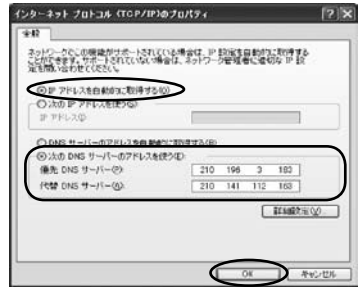 インターネット プロトコル (TCP/IP)のプロパティ
全般
ネットワークでこの機能がサポートされている場合は、IP 設定を自動的に取得する
ことができます。サポートされていない場合は、ネットワーク管理者に適切な IP 設
定を問い合わせてください。
IP アドレスを自動的に取得する(O)
次の IP アドレスを使う(S)
IP アドレス(I):
DNS サーバーのアドレスを自動的に取得する(B)
次の DNS サーバーのアドレスを使う(E):
優先 DNS サーバー(P):
210 196 3 183
代替 DNS サーバー(A):
210 141 112 163
詳細設定(V)...
OK
キャンセル